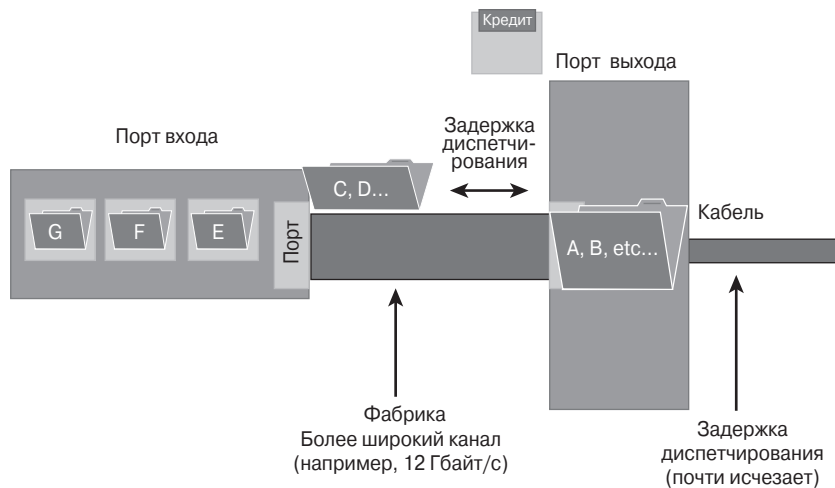 Кредит
Порт выхода
Порт входа
Задержка
диспетчи-
рования
C, D...
Кабель
G
F
E
Порт
A, B, etc...
Фабрика
Более широкий канал
(например, 12 Гбайт/с)
Задержка
диспетчирования
(почти исчезает)